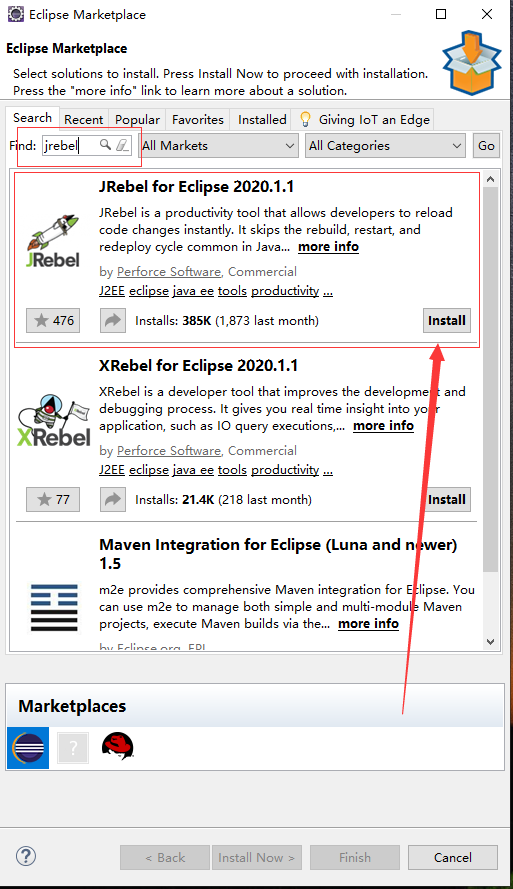 Eclipse Marketplace
Eclipse Marketplace
Select solutions to install. Press Install Now to proceed with installation.
Press the "more info" link to learn more about a solution.
Search Recent Popular Favorites Installed Giving IoT an Edge
Find: jrebel All Markets All Categories Go
JRebel for Eclipse 2020.1.1
JRebel is a productivity tool that allows developers to reload
code changes instantly. It skips the rebuild, restart, and
redeploy cycle common in Java... more info
JRebel
by Perforce Software, Commercial
J2EE eclipse java ee tools productivity ...
476 Installs: 385K (1,873 last month) Install
XRebel for Eclipse 2020.1.1
XRebel is a developer tool that improves the development and
debugging process. It gives you real time insight into your
application, such as IO query executions,... more info
XRebel
by Perforce Software, Commercial
J2EE eclipse java ee tools productivity ...
77 Installs: 21.4K (218 last month) Install
Maven Integration for Eclipse (Luna and newer)
1.5
m2e provides comprehensive Maven integration for Eclipse. You
can use m2e to manage both simple and multi-module Maven
projects, execute Maven builds via the... more info
by Eclipse.org, EPL
Marketplaces
?
? < Back Install Now > Finish Cancel